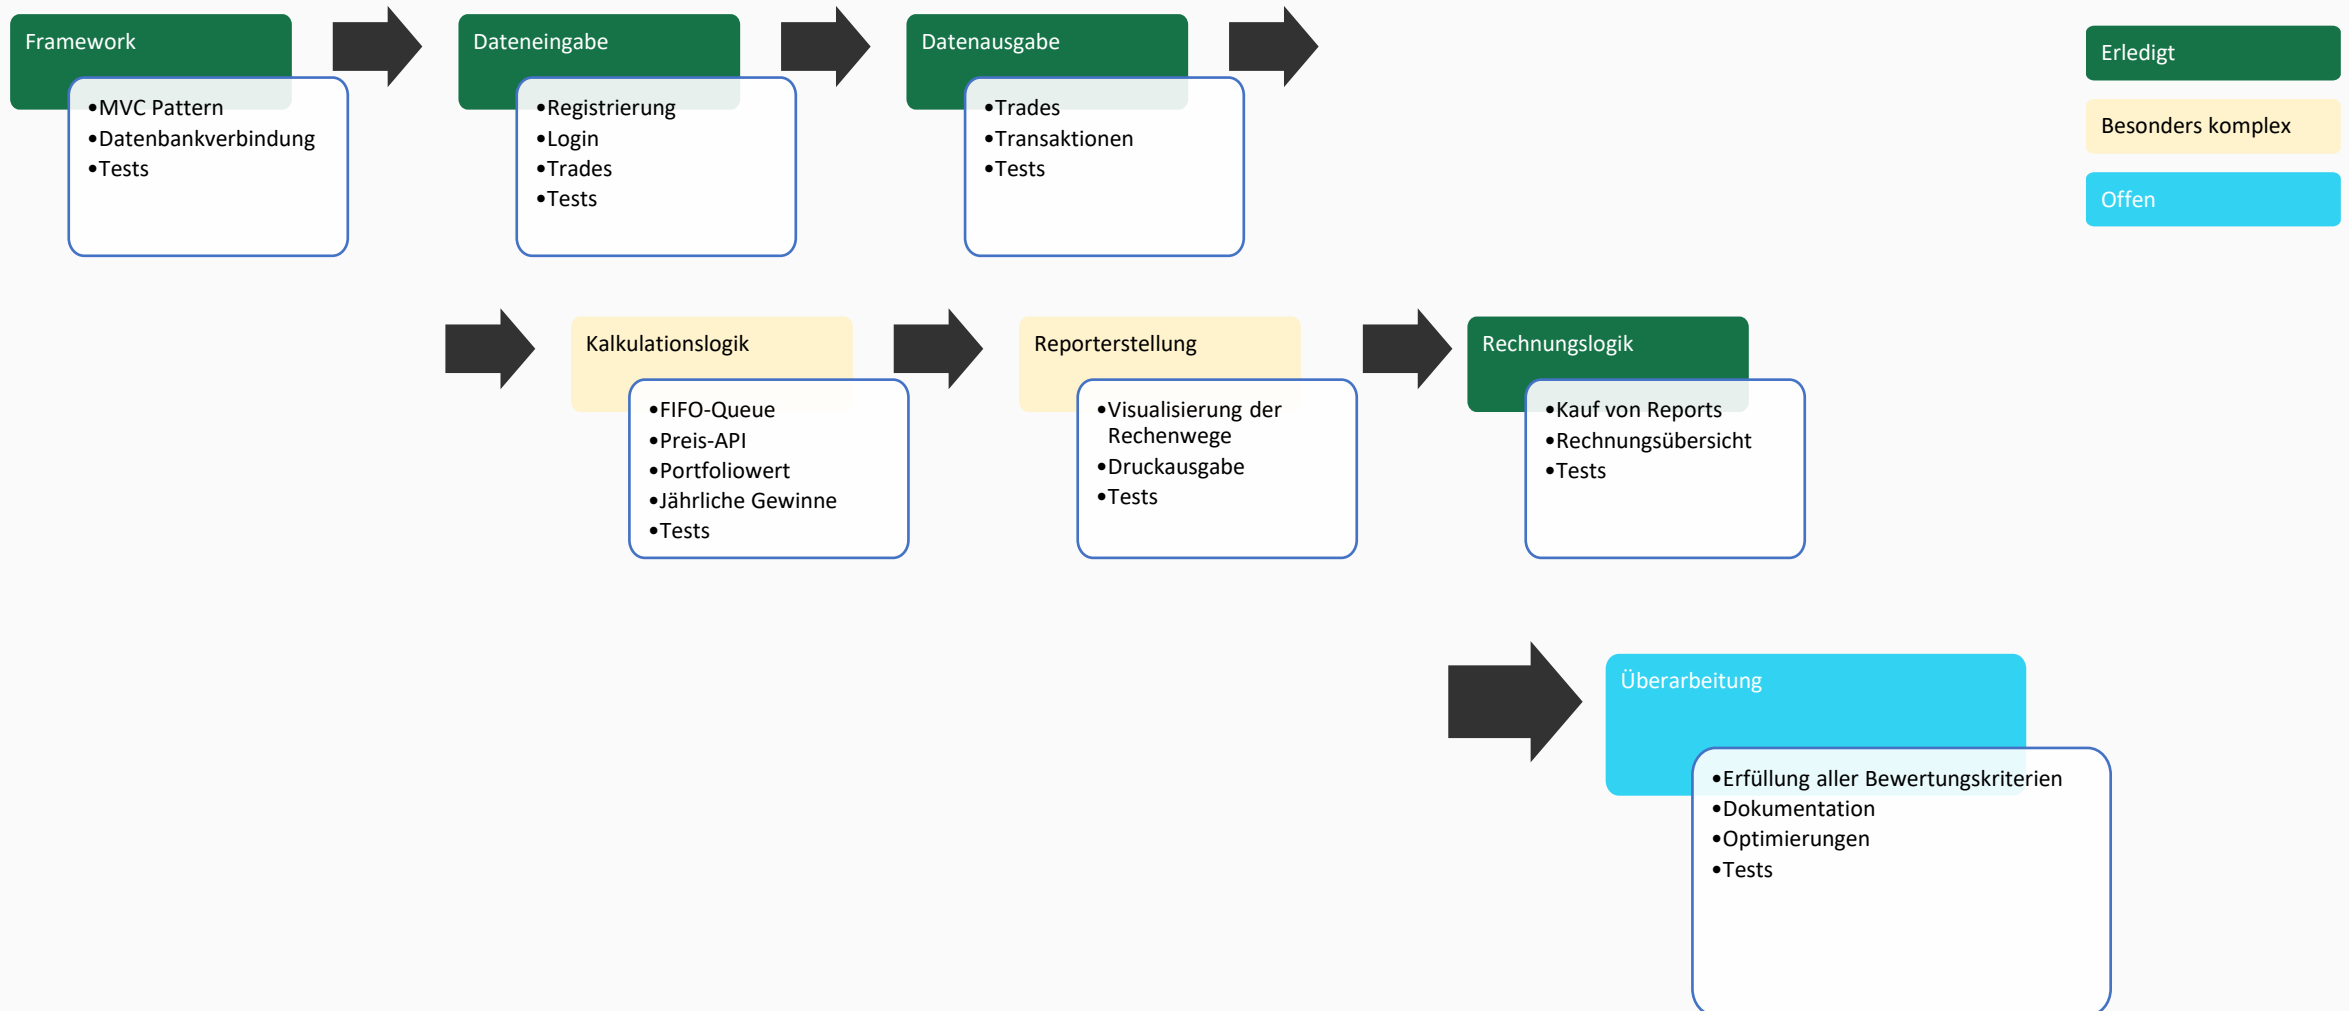 Framework
•MVC Pattern
•Datenbankverbindung
•Tests
Dateneingabe
•Registrierung
•Login
•Trades
•Tests
Datenausgabe
•Trades
•Transaktionen
•Tests
Erledigt
Besonders komplex
Offen
Kalkulationslogik
•FIFO-Queue
•Preis-API
•Portfoliowert
•Jährliche Gewinne
•Tests
Reporterstellung
•Visualisierung der
Rechenwege
•Druckausgabe
•Tests
Rechnungslogik
•Kauf von Reports
•Rechnungsübersicht
•Tests
Überarbeitung
•Erfüllung aller Bewertungskriterien
•Dokumentation
•Optimierungen
•Tests